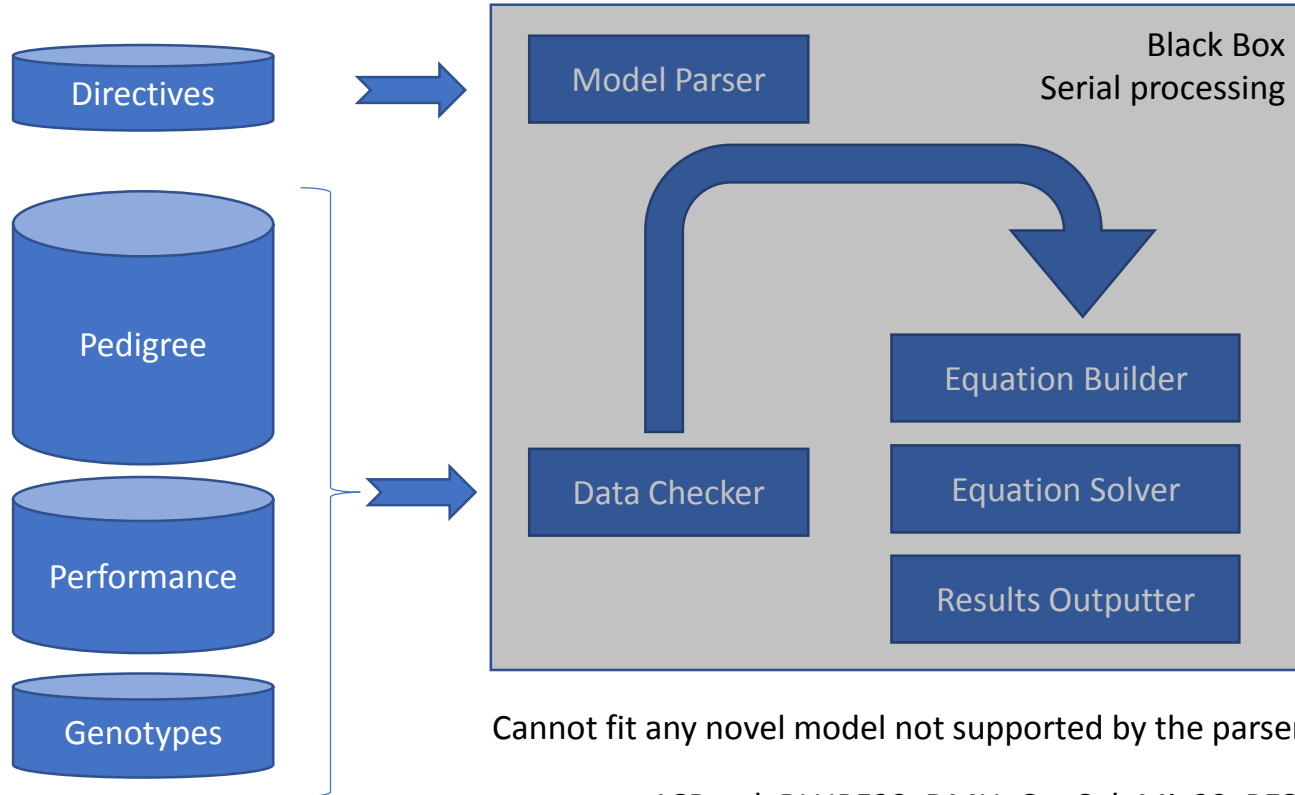 Directives
Model Parser
Black Box
Serial processing
Pedigree
Equation Builder
Data Checker
Equation Solver
Performance
Results Outputter
Genotypes
Cannot fit any novel model not supported by the parser